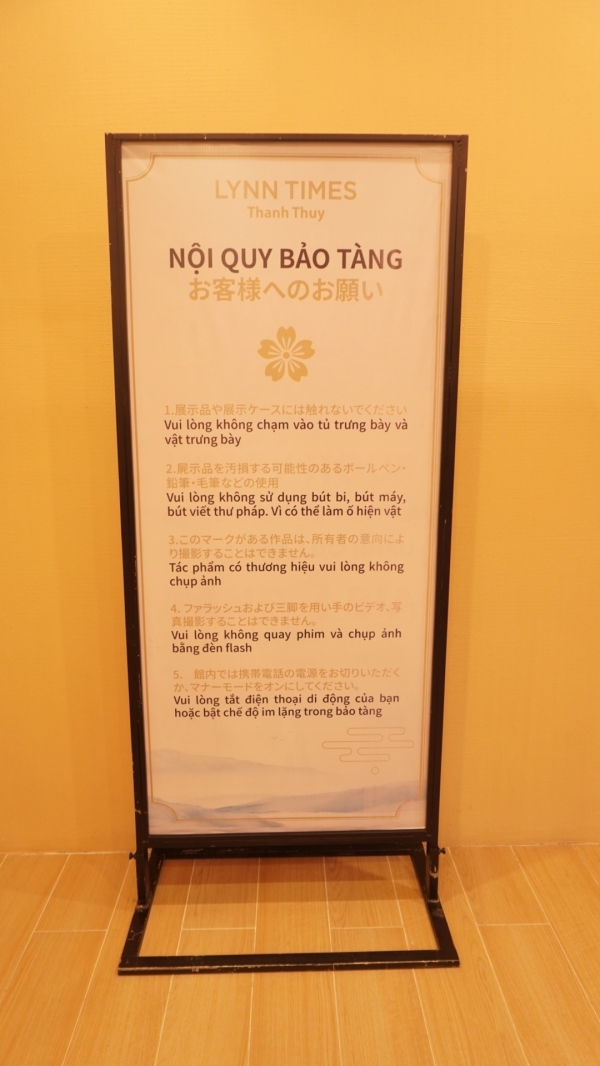 LYNN TIMES
Thanh Thuy
NỘI QUY BẢO TÀNG
お客様へのお願い
1.展示品や展示ケースには触れないでください
Vui lòng không chạm vào tủ trưng bày và
vật trưng bày
2.展示品を汚損する可能性のあるボールペン・
鉛筆・毛筆などの使用
Vui lòng không sử dụng bút bi, bút máy,
bút viết thư pháp. Vì có thể làm ố hiện vật
3.このマークがある作品は、所有者の意向によ
り撮影することはできません。
Tác phẩm có thương hiệu vui lòng không
chụp ảnh
4. ファラッシュおよび三脚を用い手のビデオ、写
真撮影することはできません。
Vui lòng không quay phim và chụp ảnh
bằng đèn flash
5. 館内では携帯電話の電源をお切りいただく
か、マナーモードをオンにしてください。
Vui lòng tắt điện thoại di động của bạn
hoặc bật chế độ im lặng trong bảo tàng